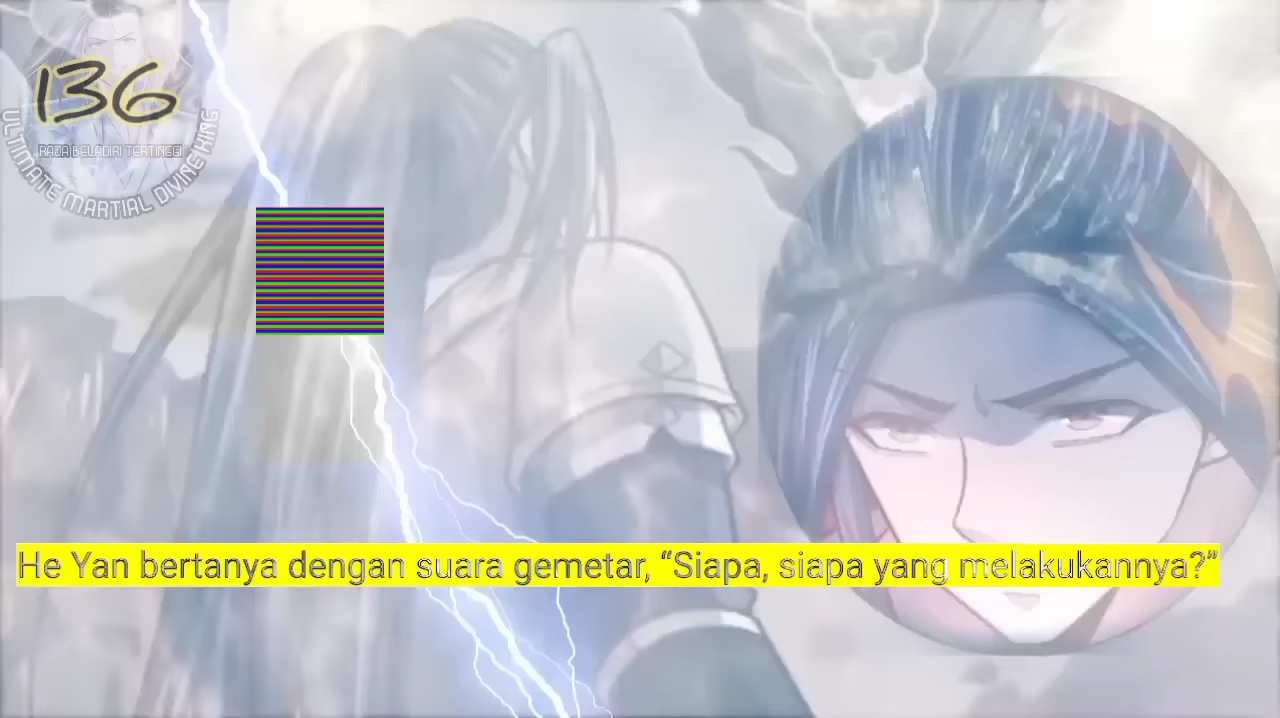 136
RAJA BELADIRI TERTINGGI
ULTIMATE MARTIAL DIVINE KING
He Yan bertanya dengan suara gemetar, “Siapa, siapa yang melakukannya?”